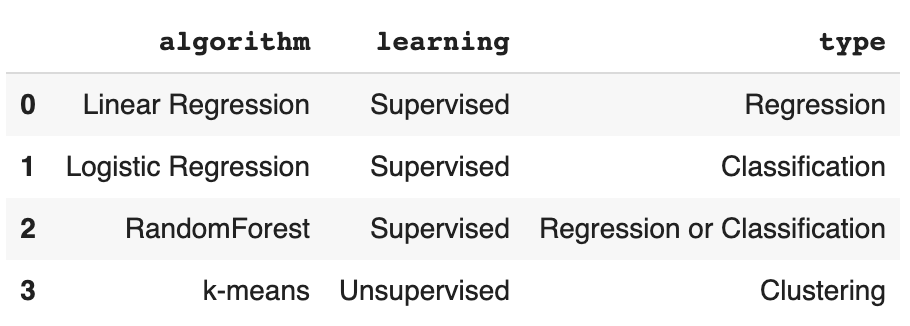 algorithm learning type
0 Linear Regression Supervised Regression
1 Logistic Regression Supervised Classification
2 RandomForest Supervised Regression or Classification
3 k-means Unsupervised Clustering